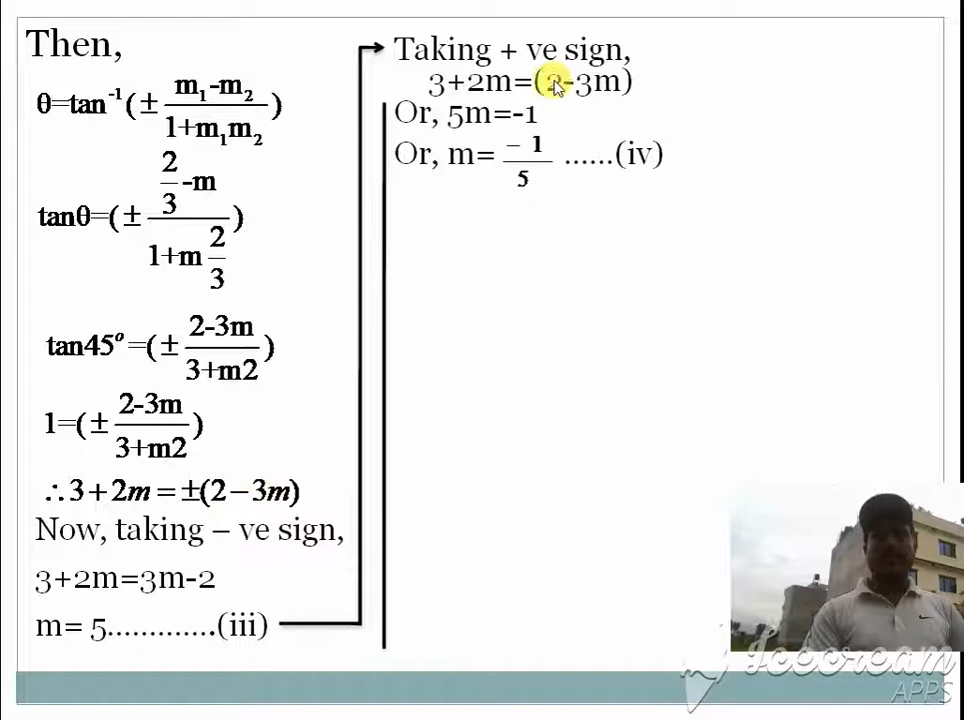 Then,
θ=tan⁻¹(± m₁-m₂ / 1+m₁m₂)
tanθ=(± 2/3 -m / 1+m 2/3)
tan45°=(± 2-3m / 3+m2)
1=(± 2-3m / 3+m2)
∴3+2m=±(2-3m)
Now, taking – ve sign,
3+2m=3m-2
m= 5.............(iii)
Taking + ve sign,
3+2m=(2-3m)
Or, 5m=-1
Or, m= -1/5 ......(iv)
Icecream
APPS